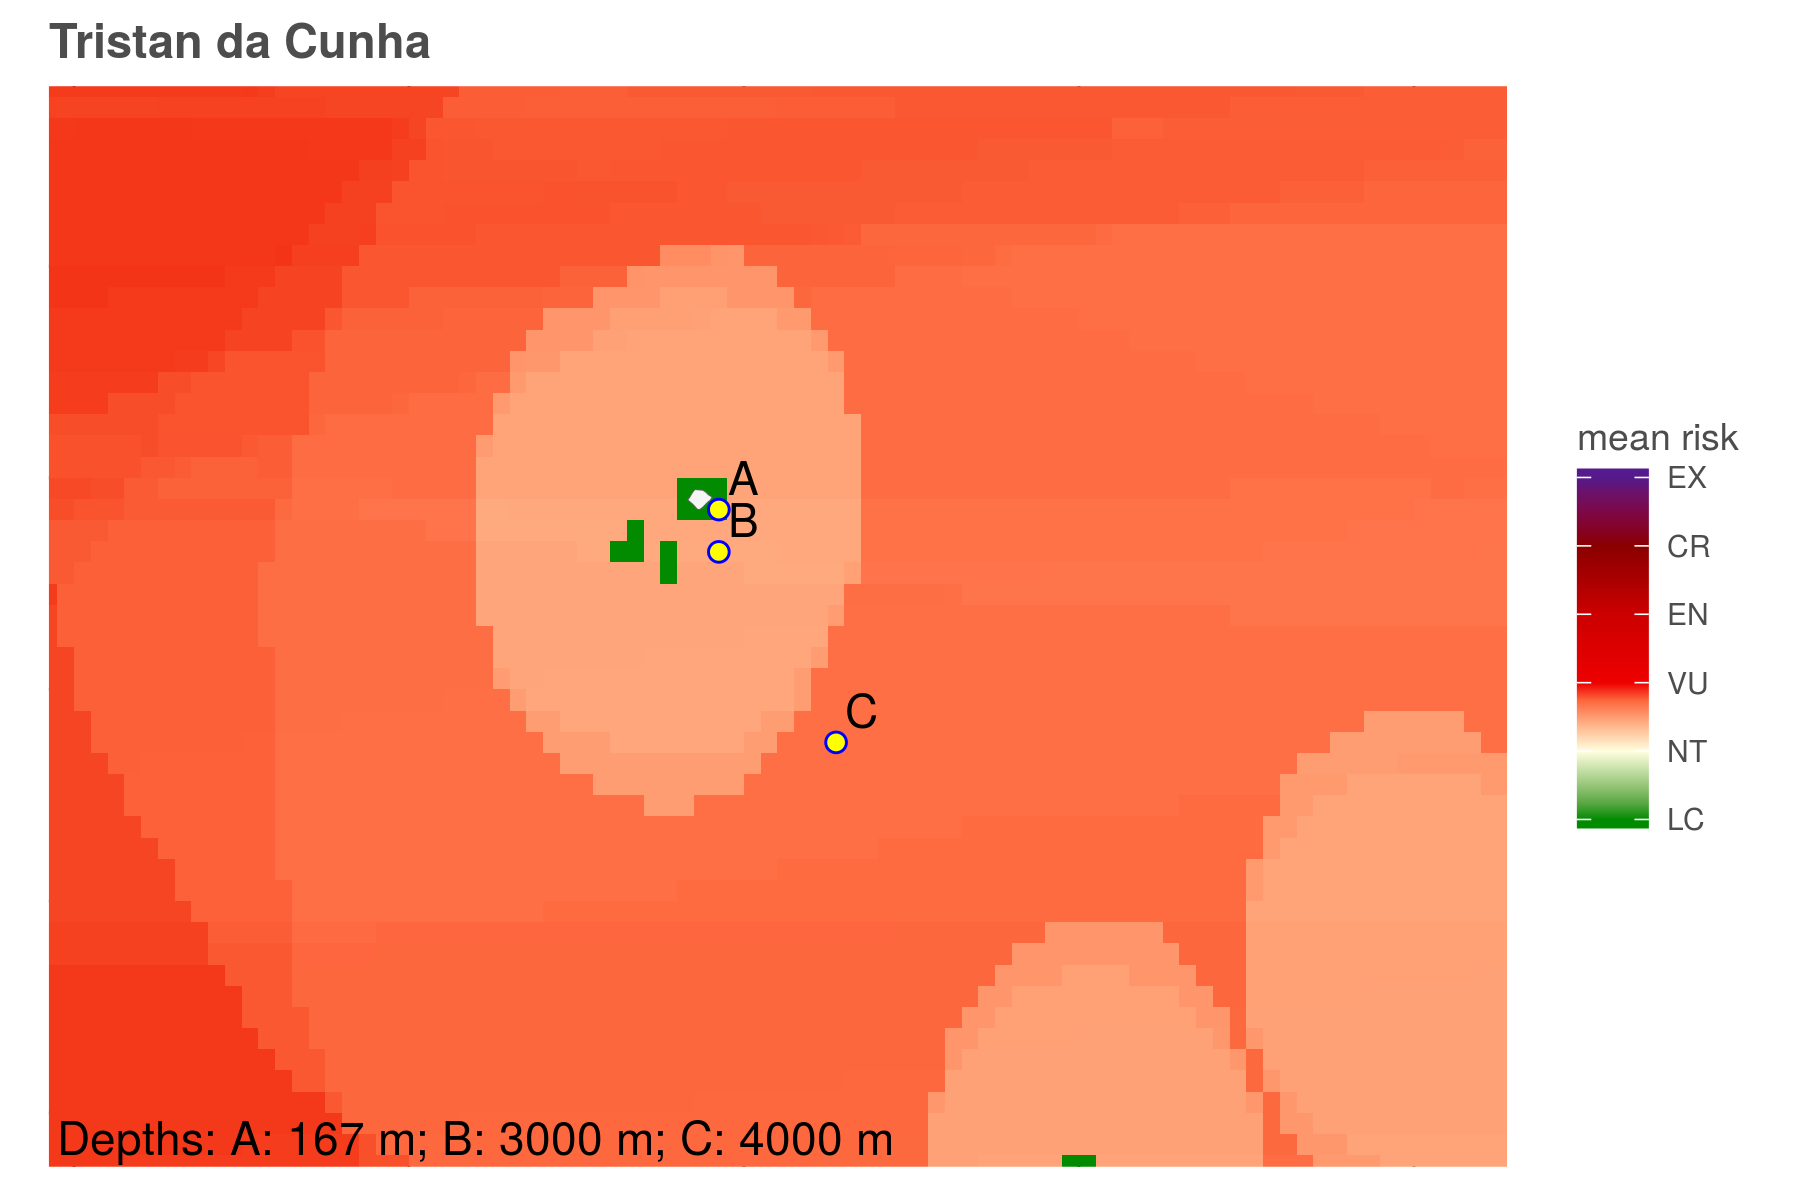 Tristan da Cunha
A
B
C
Depths: A: 167 m; B: 3000 m; C: 4000 m
mean risk
EX
CR
EN
VU
NT
LC